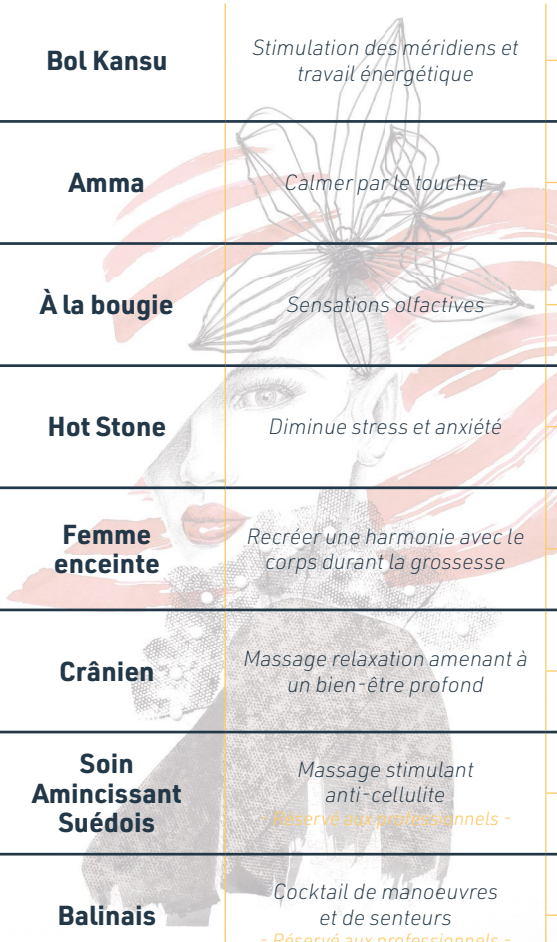 Bol Kansu
Stimulation des méridiens et
travail énergétique
Amma
Calmer par le toucher
À la bougie
Sensations olfactives
Hot Stone
Diminue stress et anxiété
Femme
enceinte
Recréer une harmonie avec le
corps durant la grossesse
Crânien
Massage relaxation amenant à
un bien-être profond
Soin
Amincissant
Suédois
Massage stimulant
anti-cellulite
- Réservé aux professionnels -
Balinais
Cocktail de manoeuvres
et de senteurs
- Réservé aux professionnels -